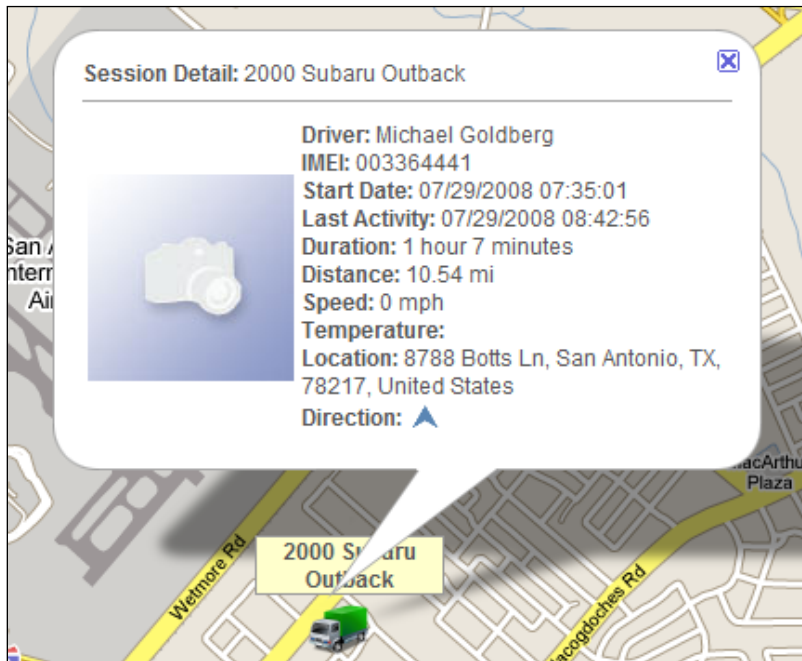 Session Detail: 2000 Subaru Outback
Driver: Michael Goldberg
IMEI: 003364441
Start Date: 07/29/2008 07:35:01
Last Activity: 07/29/2008 08:42:56
Duration: 1 hour 7 minutes
Distance: 10.54 mi
Speed: 0 mph
Temperature:
Location: 8788 Botts Ln, San Antonio, TX,
78217, United States
Direction:
San
Plaza
2000 Subaru
Outback
Wetmore Rd
Rd